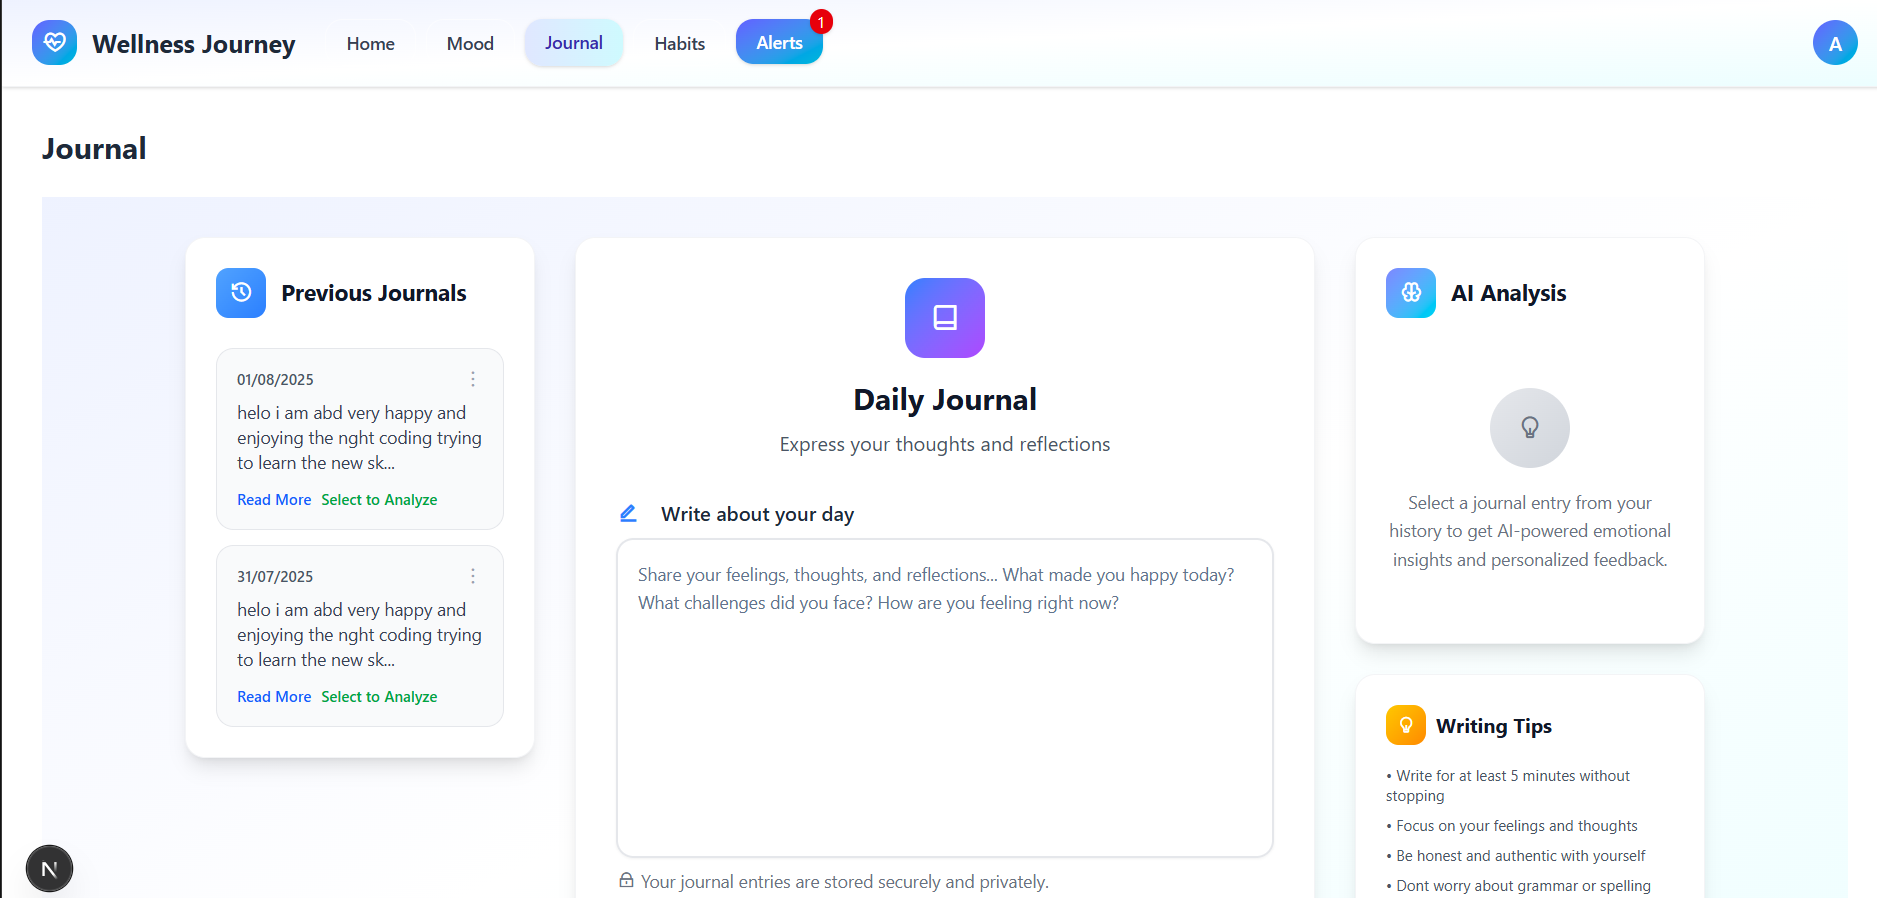 Wellness Journey
Home
Mood
Journal
Habits
Alerts
1
A
Journal
Previous Journals
01/08/2025
helo i am abd very happy and
enjoying the nght coding trying
to learn the new sk...
Read More Select to Analyze
31/07/2025
helo i am abd very happy and
enjoying the nght coding trying
to learn the new sk...
Read More Select to Analyze
Daily Journal
Express your thoughts and reflections
Write about your day
Share your feelings, thoughts, and reflections... What made you happy today?
What challenges did you face? How are you feeling right now?
Your journal entries are stored securely and privately.
AI Analysis
Select a journal entry from your
history to get AI-powered emotional
insights and personalized feedback.
Writing Tips
• Write for at least 5 minutes without
stopping
• Focus on your feelings and thoughts
• Be honest and authentic with yourself
• Dont worry about grammar or spelling
N